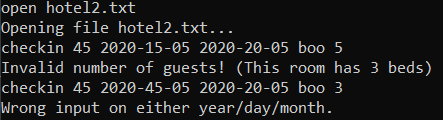 open hotel2.txt
Opening file hotel2.txt...
checkin 45 2020-15-05 2020-20-05 boo 5
Invalid number of guests! (This room has 3 beds)
checkin 45 2020-45-05 2020-20-05 boo 3
Wrong input on either year/day/month.